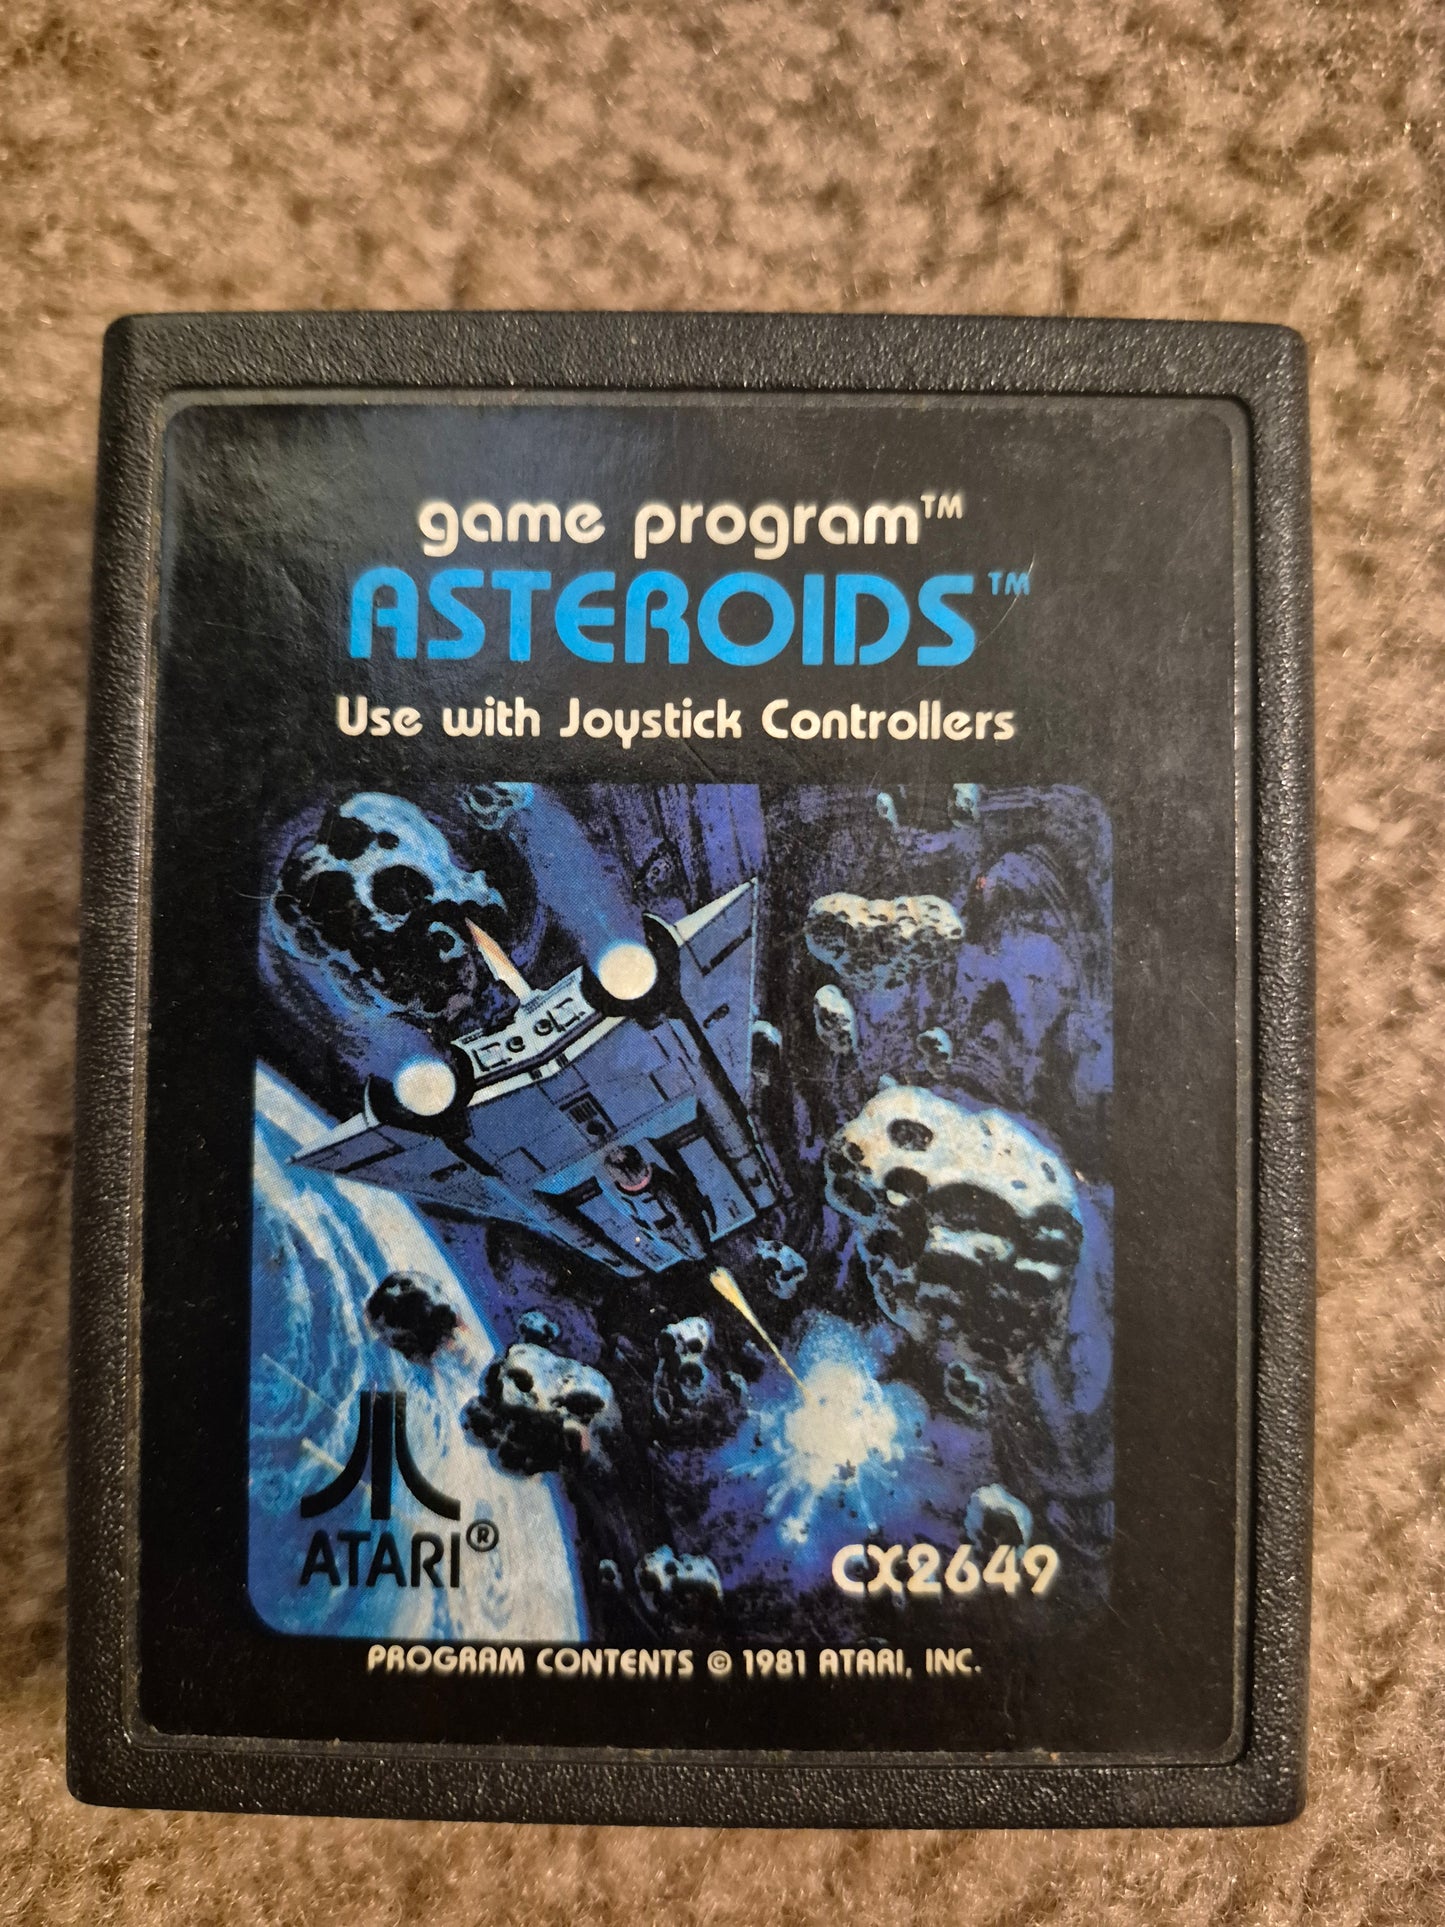 game program™
ASTEROIDS™
Use with Joystick Controllers
ATARI®
CX2649
PROGRAM CONTENTS © 1981 ATARI, INC.